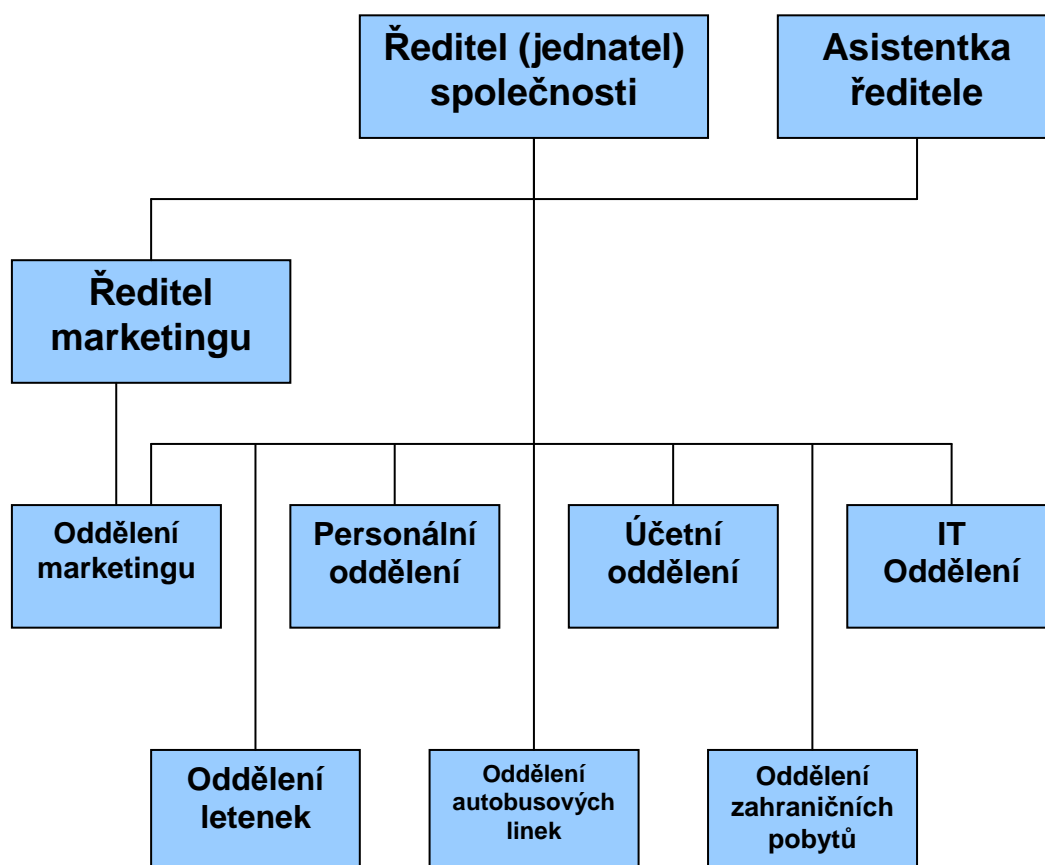 Ředitel (jednatel)
společnosti
Asistentka
ředitele
Ředitel
marketingu
Oddělení
marketingu
Personální
oddělení
Účetní
oddělení
IT
Oddělení
Oddělení
letenek
Oddělení
autobusových
linek
Oddělení
zahraničních
pobytů